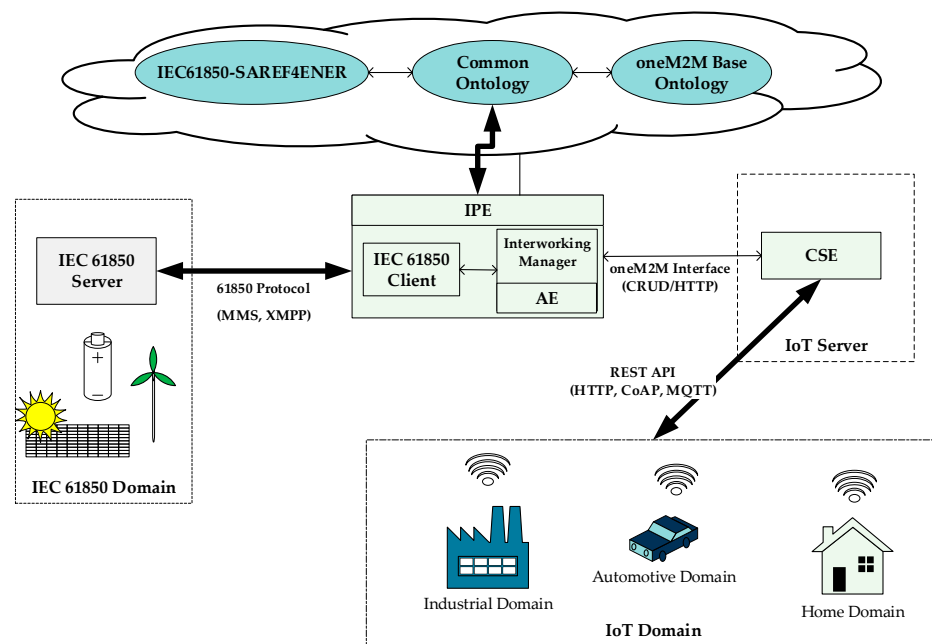 IEC61850-SAREF4ENER
Common
Ontology
oneM2M Base
Ontology
IPE
IEC 61850
Server
61850 Protocol
(MMS, XMPP)
IEC 61850
Client
Interworking
Manager
AE
oneM2M Interface
(CRUD/HTTP)
CSE
IoT Server
REST API
(HTTP, CoAP, MQTT)
+
−
IEC 61850 Domain
Industrial Domain
Automotive Domain
Home Domain
IoT Domain